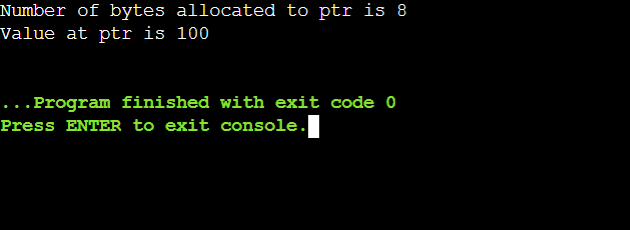 Number of bytes allocated to ptr is 8
Value at ptr is 100
...Program finished with exit code 0
Press ENTER to exit console.